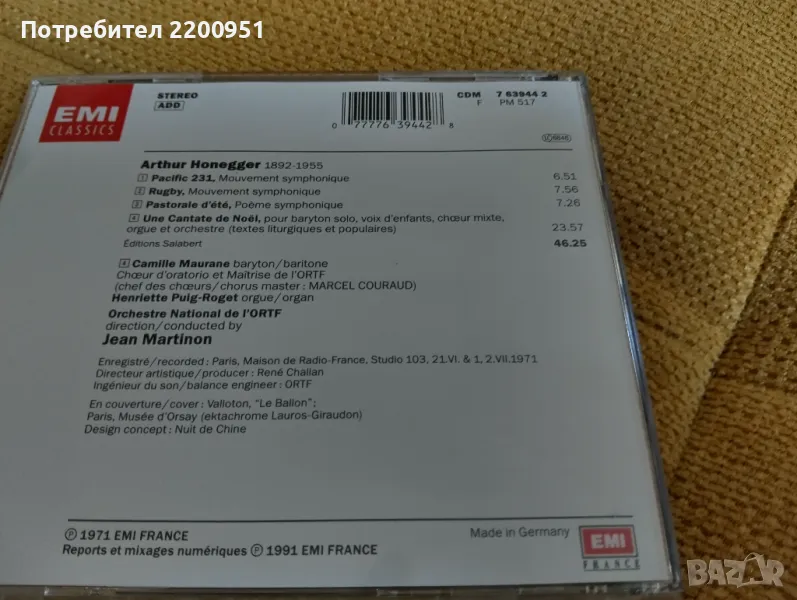 Потребител 2200951
EMI
CLASSICS
STEREO
ADD
CDM 7 63944 2
F PM 517
0 77776 39442 8
Arthur Honegger 1892-1955
1 Pacific 231, Mouvement symphonique 6.51
2 Rugby, Mouvement symphonique 7.56
3 Pastorale d'été, Poème symphonique 7.26
4 Une Cantate de Noël, pour baryton solo, voix d'enfants, chœur mixte,
orgue et orchestre (textes liturgiques et populaires) 23.57
Éditions Salabert 46.25
4 Camille Maurane baryton/baritone
Chœur d'oratorio et Maîtrise de l'ORTF
(chef des chœurs/chorus master : MARCEL COURAUD)
Henriette Puig-Roget orgue/organ
Orchestre National de l'ORTF
direction/conducted by
Jean Martinon
Enregistré/recorded : Paris, Maison de Radio-France, Studio 103, 21.VI. & 1, 2.VII.1971
Directeur artistique/producer : René Challan
Ingénieur du son/balance engineer : ORTF
En couverture/cover : Valloton, "Le Ballon";
Paris, Musée d'Orsay (ektachrome Lauros-Giraudon)
Design concept : Nuit de Chine
℗ 1971 EMI FRANCE
Reports et mixages numériques ℗ 1991 EMI FRANCE
Made in Germany
EMI
FRANCE
BAZAR